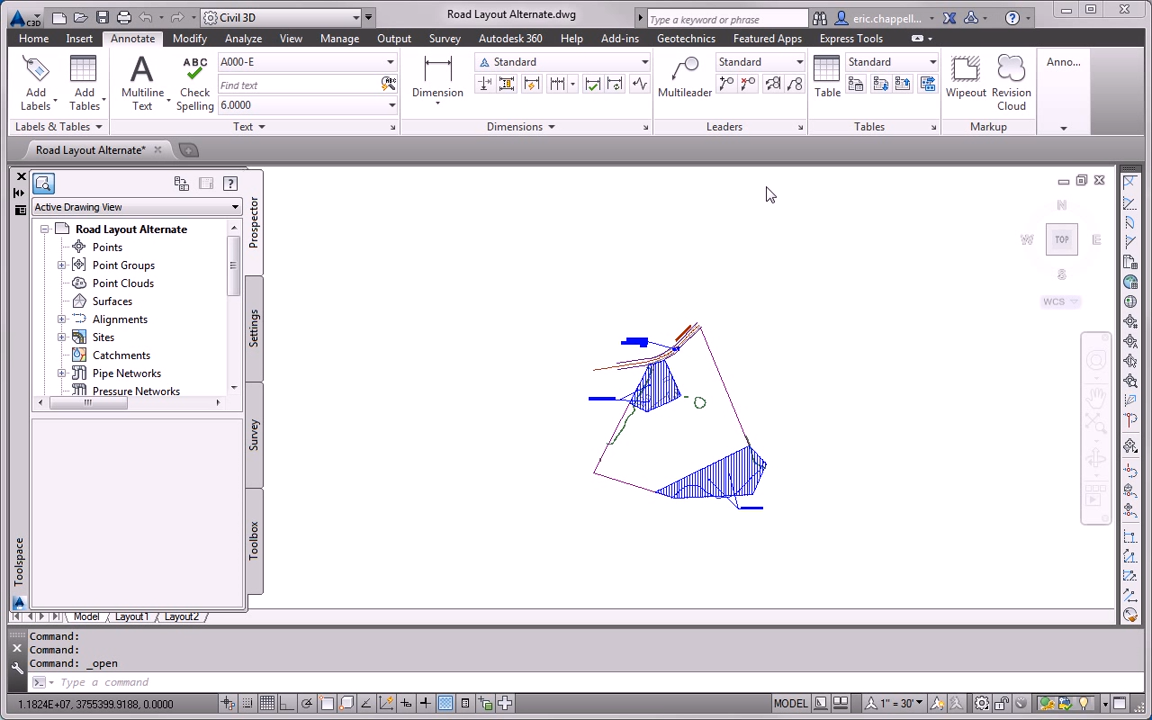 C3D
Civil 3D
Road Layout Alternate.dwg
Type a keyword or phrase
eric.chappell...
Home Insert Annotate Modify Analyze View Manage Output Survey Autodesk 360 Help Add-ins Geotechnics Featured Apps Express Tools
Add Labels
Add Tables
Multiline Text
ABC
Check Spelling
A000-E
Find text
6.0000
Dimension
Standard
Multileader
Standard
Table
Standard
Wipeout
Revision Cloud
Anno...
Labels & Tables
Text
Dimensions
Leaders
Tables
Markup
Road Layout Alternate*
Active Drawing View
Road Layout Alternate
Points
Point Groups
Point Clouds
Surfaces
Alignments
Sites
Catchments
Pipe Networks
Pressure Networks
Prospector
Settings
Survey
Toolbox
Toolspace
N
W TOP E
S
WCS
Model Layout1 Layout2
Command:
Command:
Command: _open
Type a command
1.1824E+07, 3755399.9188, 0.0000
MODEL
1" = 30'